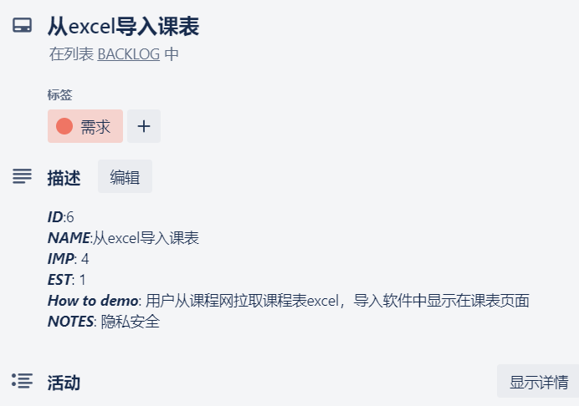 从excel导入课表
在列表 BACKLOG 中
标签
需求 +
描述 编辑
ID:6
NAME:从excel导入课表
IMP: 4
EST: 1
How to demo: 用户从课程网拉取课程表excel，导入软件中显示在课表页面
NOTES: 隐私安全
活动 显示详情